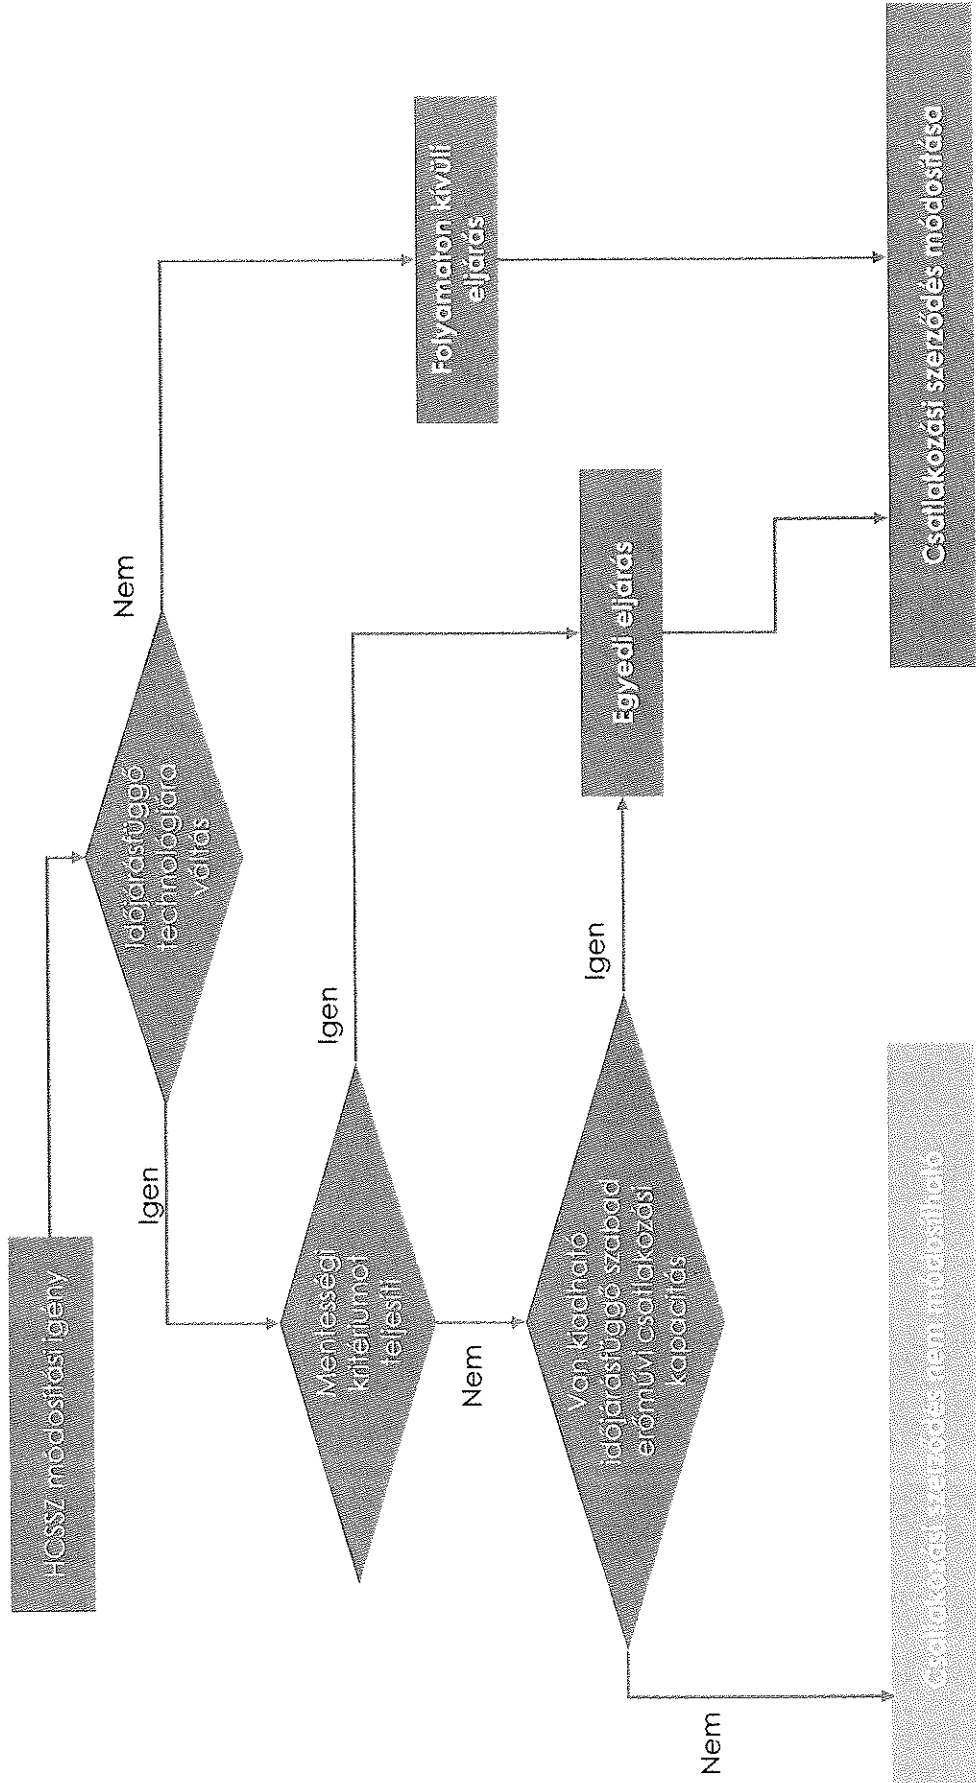 HCSSZ módosítási igény
Időjárásfüggő
technológiára
váltás
Nem
Igen
Mentességi
kritériumot
teljesít
Igen
Nem
Folyamaton kívüli
eljárás
Van kiadható
időjárásfüggő szabad
erőművi csatlakozási
kapacitás
Igen
Egyedi eljárás
Nem
Csatlakozási szerződés nem módosítható
Csatlakozási szerződés módosítása